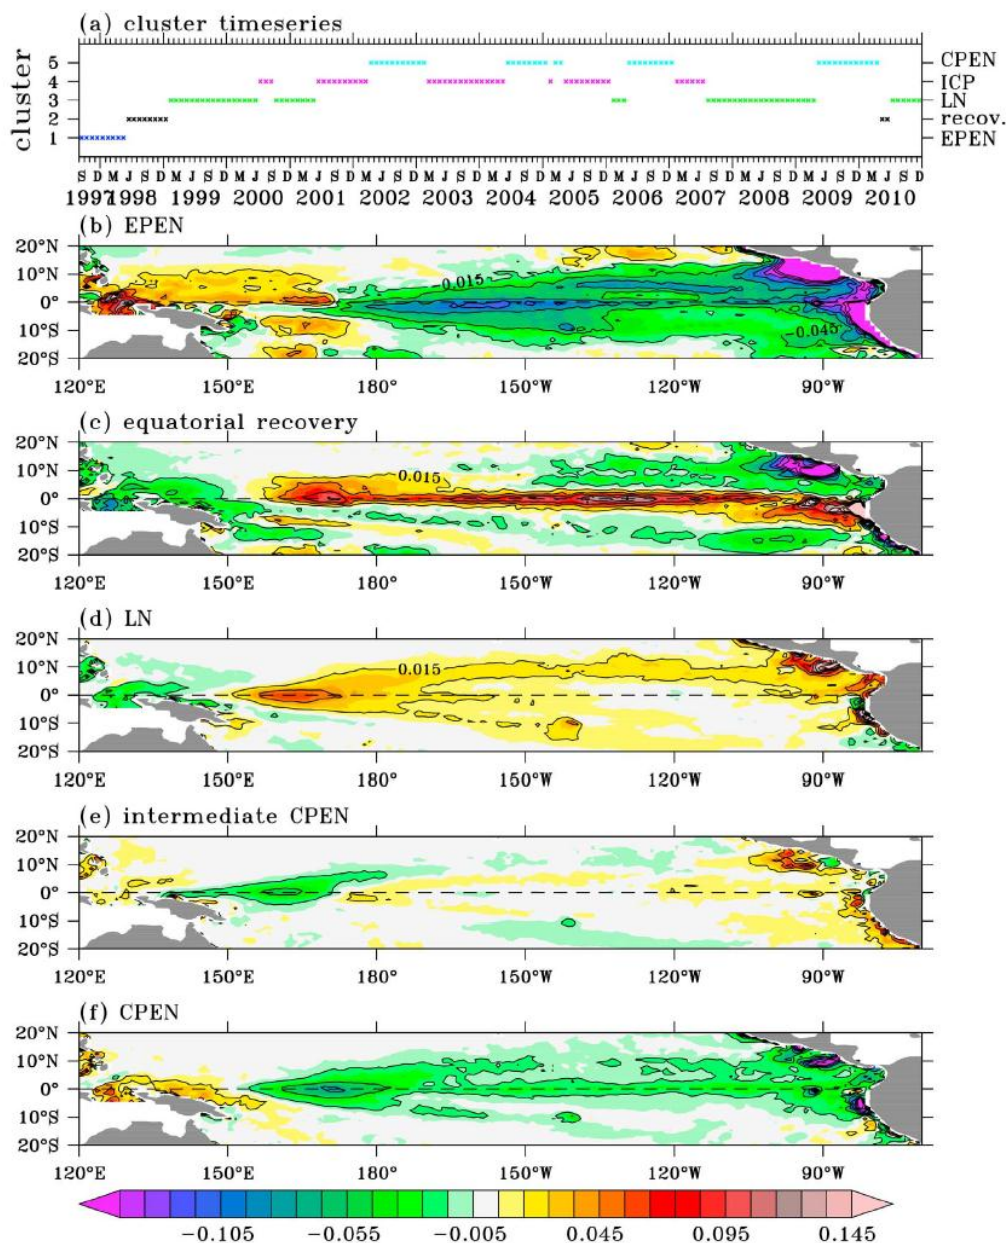 (a) cluster timeseries
cluster
5 CPEN
4 ICP
3 LN
2 recov.
1 EPEN
S D M J S D M J S D M J S D M J S D M J S D M J S D M J S D M J S D M J S D M J S D M J S D M J S D M J S D
1997 1998 1999 2000 2001 2002 2003 2004 2005 2006 2007 2008 2009 2010
(b) EPEN
20°N
10°N
0°
10°S
20°S
0.015
-0.045
120°E 150°E 180° 150°W 120°W 90°W
(c) equatorial recovery
20°N
10°N
0°
10°S
20°S
0.015
120°E 150°E 180° 150°W 120°W 90°W
(d) LN
20°N
10°N
0°
10°S
20°S
0.015
120°E 150°E 180° 150°W 120°W 90°W
(e) intermediate CPEN
20°N
10°N
0°
10°S
20°S
120°E 150°E 180° 150°W 120°W 90°W
(f) CPEN
20°N
10°N
0°
10°S
20°S
120°E 150°E 180° 150°W 120°W 90°W
-0.105 -0.055 -0.005 0.045 0.095 0.145